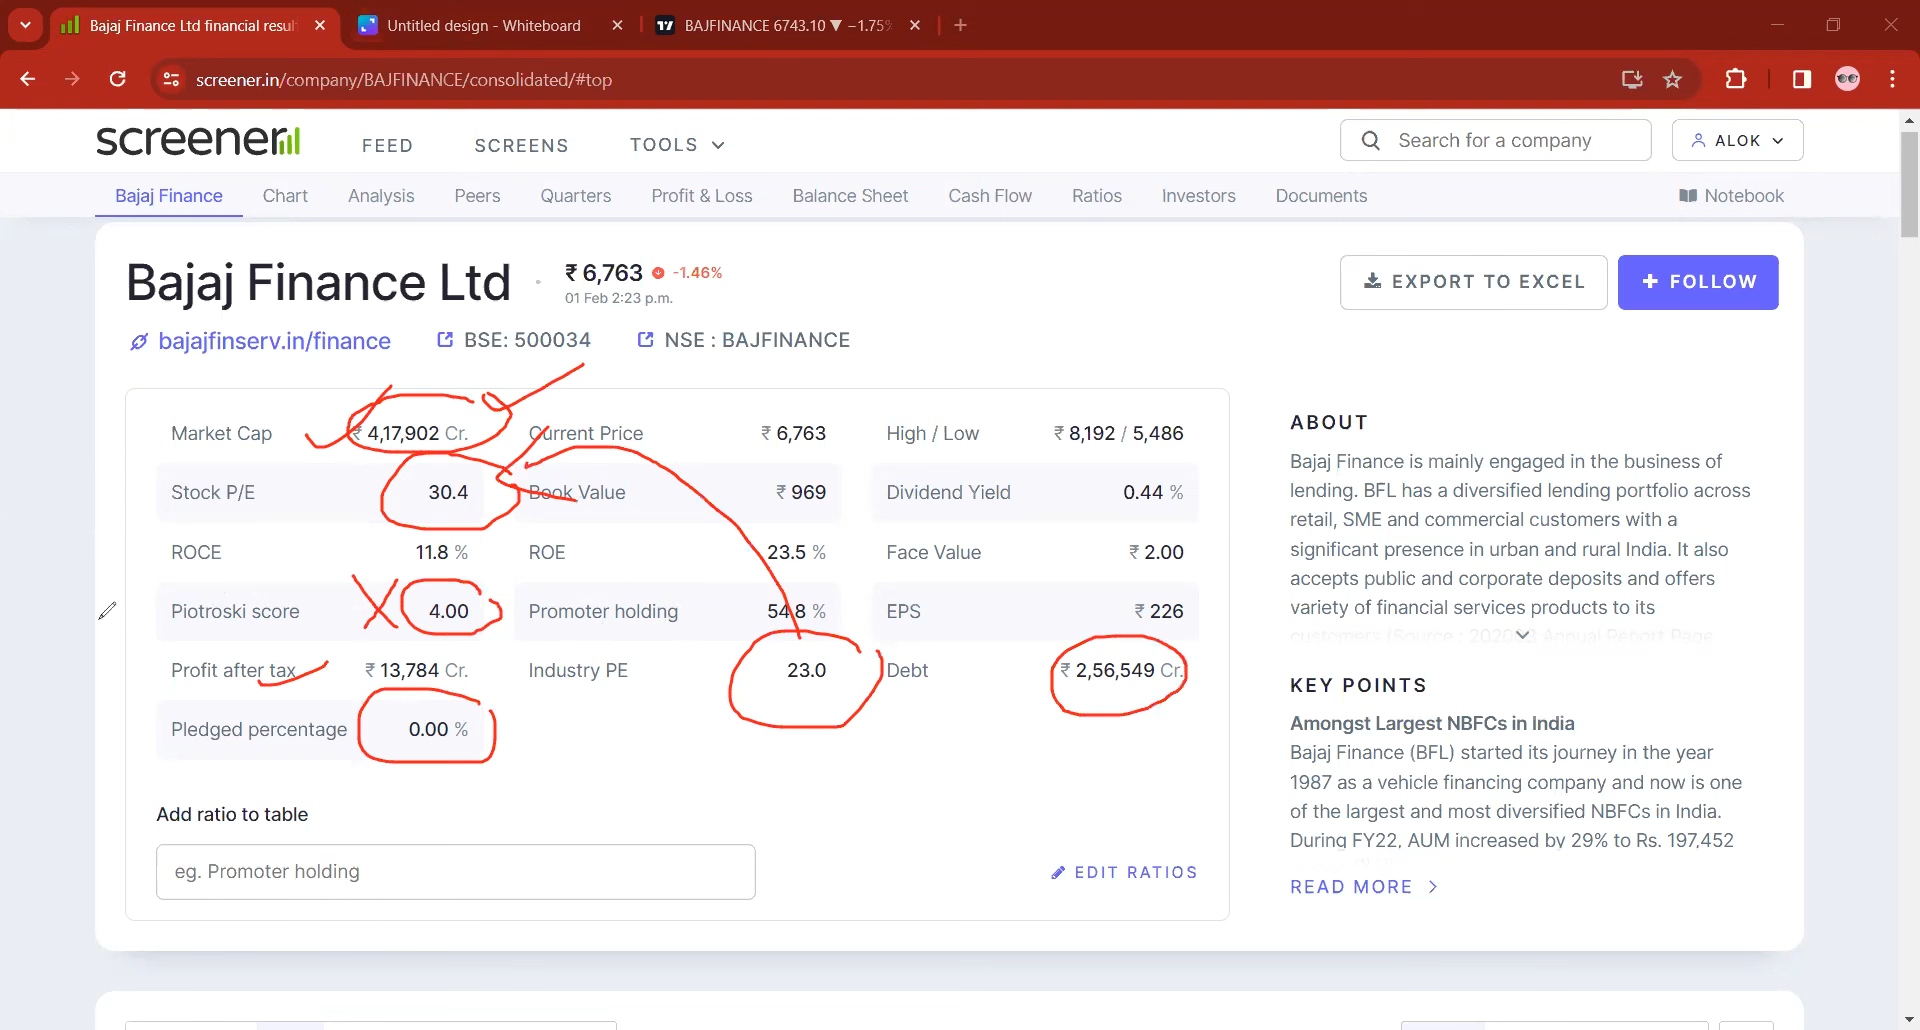 Bajaj Finance Ltd financial resul
Untitled design - Whiteboard
BAJFINANCE 6743.10 ▼ −1.75%
screener.in/company/BAJFINANCE/consolidated/#top
screener
FEED
SCREENS
TOOLS
Search for a company
ALOK
Bajaj Finance
Chart
Analysis
Peers
Quarters
Profit & Loss
Balance Sheet
Cash Flow
Ratios
Investors
Documents
Notebook
Bajaj Finance Ltd
₹ 6,763 -1.46%
01 Feb 2:23 p.m.
EXPORT TO EXCEL
+ FOLLOW
bajajfinserv.in/finance
BSE: 500034
NSE : BAJFINANCE
Market Cap ₹ 4,17,902 Cr.
Current Price ₹ 6,763
High / Low ₹ 8,192 / 5,486
Stock P/E 30.4
Book Value ₹ 969
Dividend Yield 0.44 %
ROCE 11.8 %
ROE 23.5 %
Face Value ₹ 2.00
Piotroski score 4.00
Promoter holding 54.8 %
EPS ₹ 226
Profit after tax ₹ 13,784 Cr.
Industry PE 23.0
Debt ₹ 2,56,549 Cr.
Pledged percentage 0.00 %
Add ratio to table
eg. Promoter holding
EDIT RATIOS
ABOUT
Bajaj Finance is mainly engaged in the business of
lending. BFL has a diversified lending portfolio across
retail, SME and commercial customers with a
significant presence in urban and rural India. It also
accepts public and corporate deposits and offers
variety of financial services products to its
customers (Source : 202 Annual Report Page
KEY POINTS
Amongst Largest NBFCs in India
Bajaj Finance (BFL) started its journey in the year
1987 as a vehicle financing company and now is one
of the largest and most diversified NBFCs in India.
During FY22, AUM increased by 29% to Rs. 197,452
READ MORE